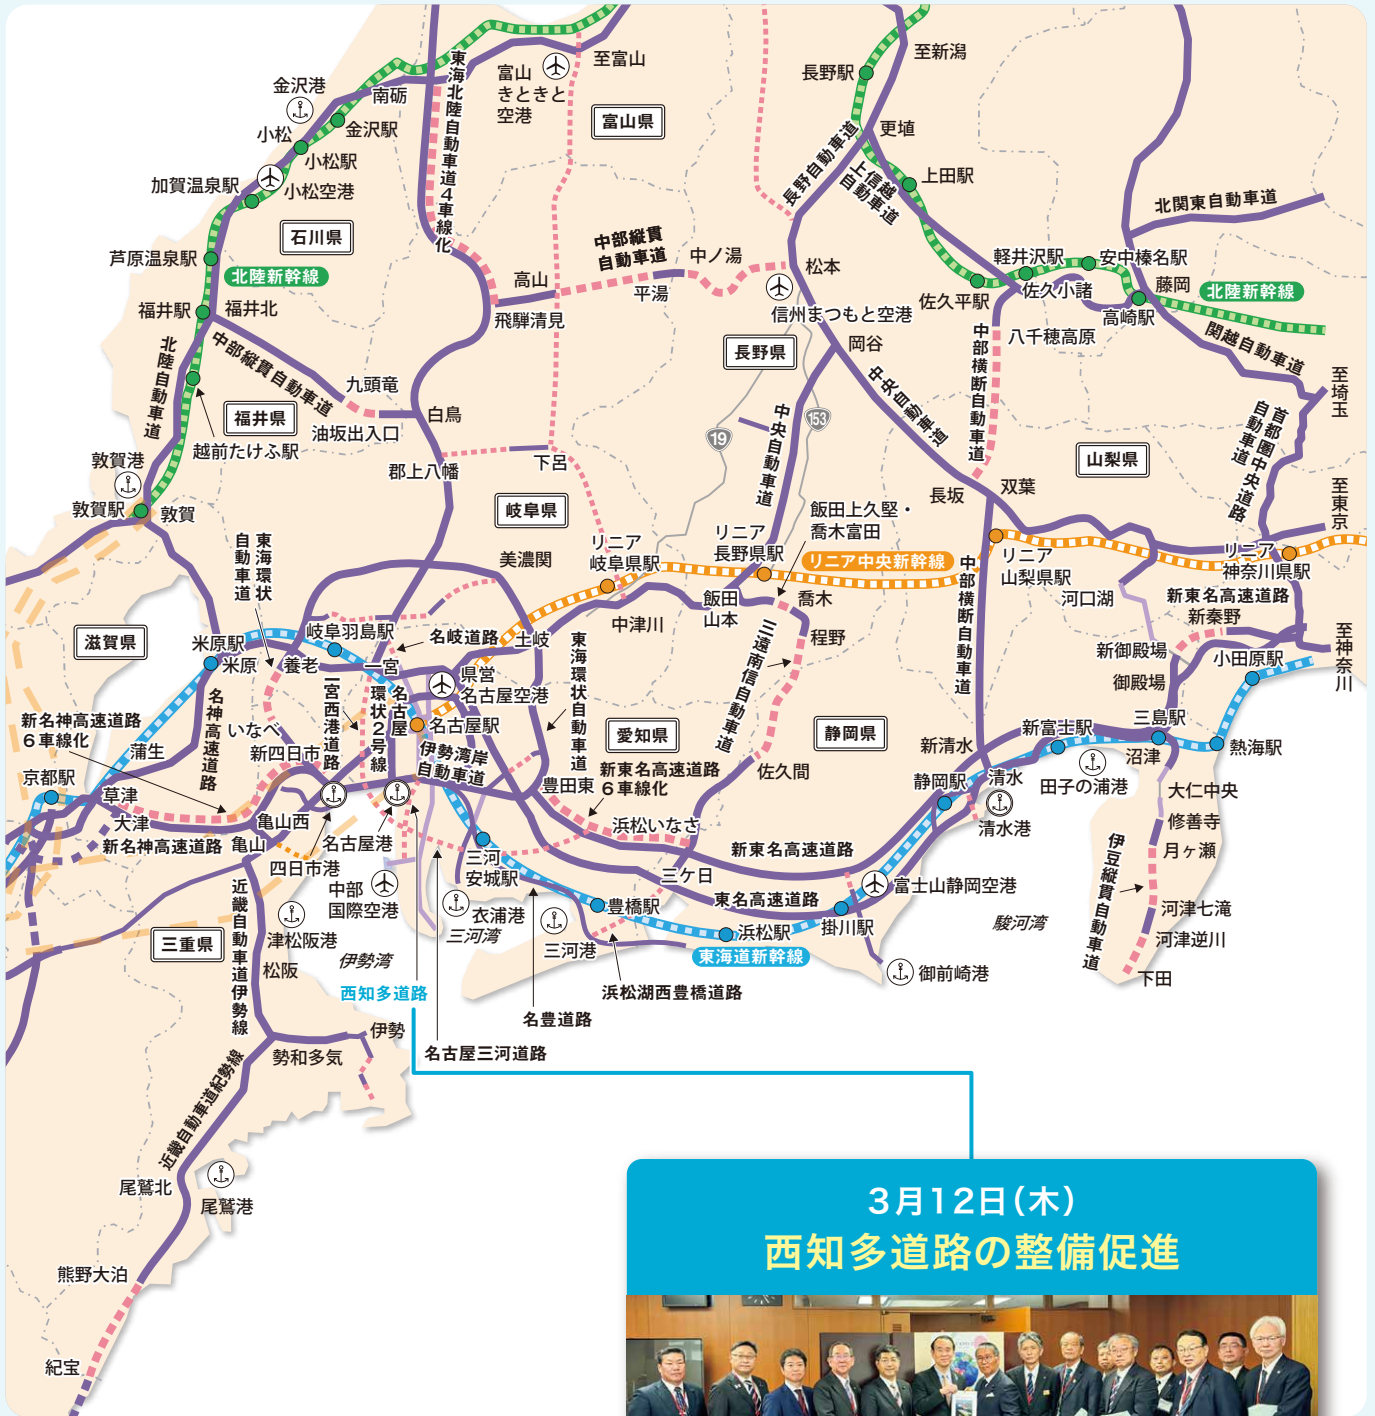 至富山
至新潟
富山
きときと
空港
長野駅
東海北陸自動車道4車線化
金沢港
南砺
富山県
金沢駅
小松
更埴
小松駅
長野自動車道
上信越
自動車道
上田駅
加賀温泉駅
小松空港
北関東自動車道
石川県
中部縦貫
自動車道
中ノ湯
芦原温泉駅
北陸新幹線
松本
軽井沢駅
安中榛名駅
高山
平湯
佐久平駅
佐久小諸
藤岡
北陸新幹線
福井駅
福井北
飛騨清見
信州まつもと空港
高崎駅
八千穂高原
関越自動車道
北陸自動車道
中部縦貫自動車道
長野県
岡谷
中部横断自動車道
九頭竜
中央自動車道
至埼玉
福井県
白鳥
中央自動車道
153
首都圏中央道路
自動車道
油坂出入口
19
越前たけふ駅
山梨県
敦賀港
郡上八幡
下呂
至東京
長坂
双葉
敦賀駅
敦賀
岐阜県
飯田上久堅・
喬木富田
リニア
岐阜県駅
リニア
長野県駅
東海環状
自動車道
美濃関
リニア中央新幹線
リニア
山梨県駅
リニア
神奈川県駅
中部横断自動車道
新東名高速道路
飯田
山本
喬木
河口湖
新秦野
滋賀県
米原駅
岐阜羽島駅
名岐道路
土岐
中津川
程野
至神奈川
米原
養老
一宮
東海環状自動車道
三遠南信自動車道
新御殿場
小田原駅
県営
名古屋空港
御殿場
名神高速道路
一宮西港道路
名古屋
環状2号線
新名神高速道路
6車線化
いなべ
名古屋駅
愛知県
静岡県
新富士駅
三島駅
蒲生
新四日市
伊勢湾岸
自動車道
新清水
沼津
熱海駅
京都駅
豊田東
新東名高速道路
6車線化
佐久間
静岡駅
清水
田子の浦港
草津
大仁中央
大津
亀山西
浜松いなさ
清水港
修善寺
新名神高速道路
亀山
名古屋港
新東名高速道路
月ヶ瀬
四日市港
三河
安城駅
三ケ日
伊豆縦貫自動車道
近畿自動車道伊勢線
中部
国際空港
東名高速道路
富士山静岡空港
衣浦港
豊橋駅
河津七滝
三重県
津松阪港
三河湾
浜松駅
掛川駅
駿河湾
河津逆川
三河港
東海道新幹線
伊勢湾
松阪
御前崎港
下田
西知多道路
浜松湖西豊橋道路
名豊道路
伊勢
勢和多気
名古屋三河道路
近畿自動車道紀勢線
尾鷲北
尾鷲港
熊野大泊
紀宝
3月12日(木)
西知多道路の整備促進